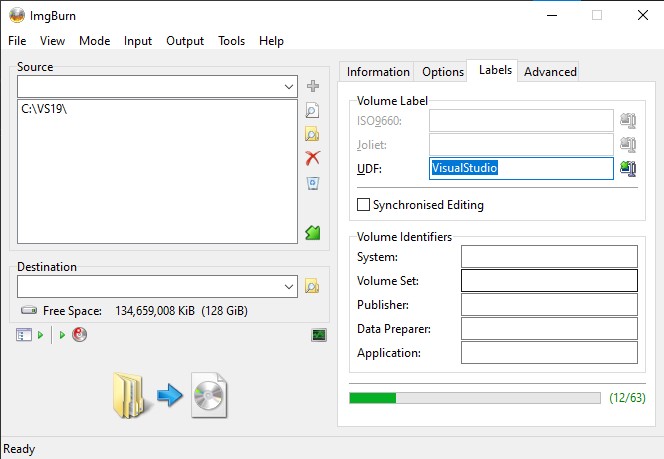 ImgBurn
File View Mode Input Output Tools Help
Source
C:\VS19\
Destination
Free Space: 134,659,008 KiB (128 GiB)
Information Options Labels Advanced
Volume Label
ISO9660:
Joliet:
UDF: VisualStudio
Synchronised Editing
Volume Identifiers
System:
Volume Set:
Publisher:
Data Preparer:
Application:
(12/63)
Ready